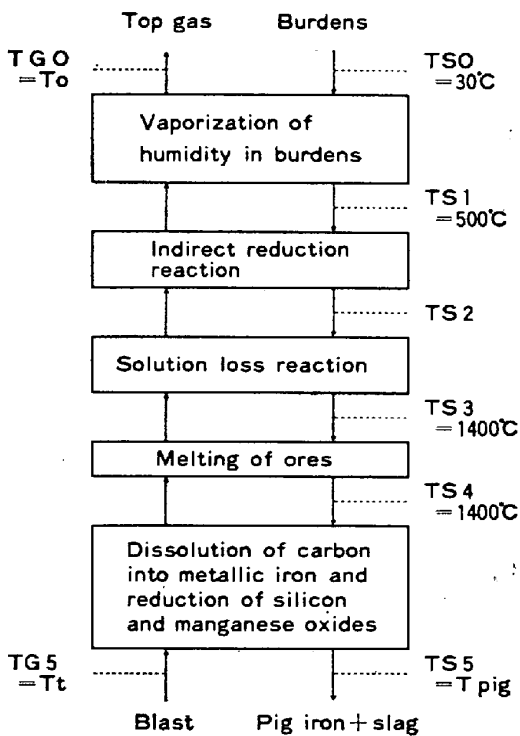 Top gas
Burdens
TGO
=To
TSO
=30℃
Vaporization of
humidity in burdens
TS1
=500℃
Indirect reduction
reaction
TS2
Solution loss reaction
TS3
=1400℃
Melting of ores
TS4
=1400℃
Dissolution of carbon
into metallic iron and
reduction of silicon
and manganese oxides
TG5
=Tt
TS5
=Tpig
Blast
Pig iron+slag